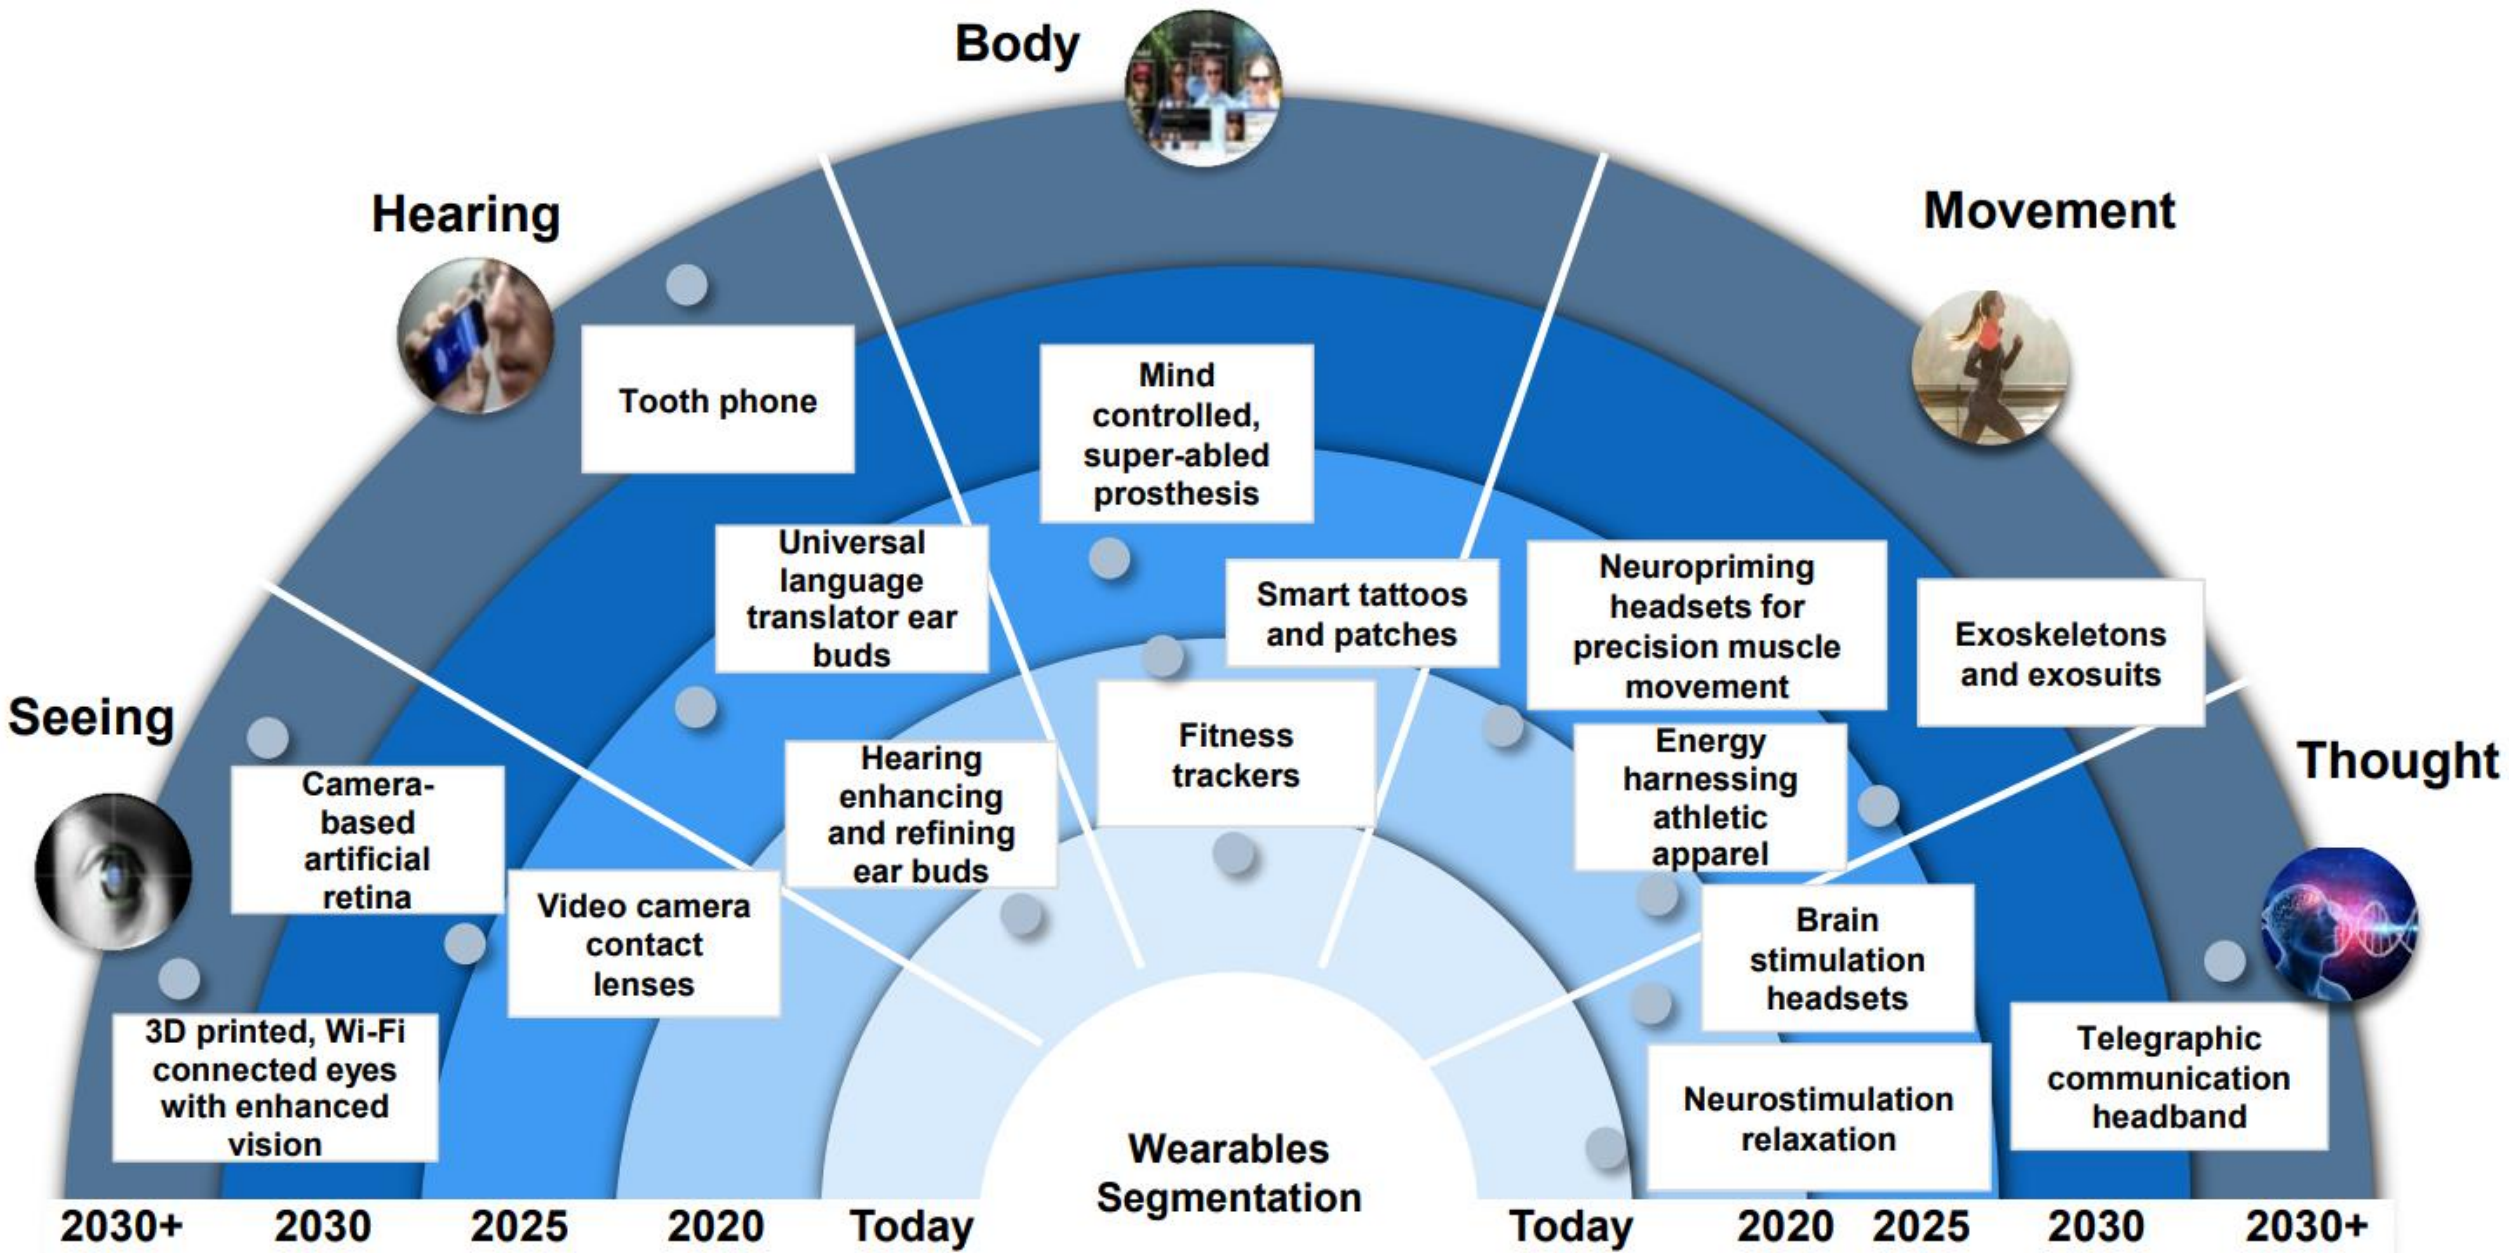 Body
Hearing
Movement
Tooth phone
Mind
controlled,
super-abled
prosthesis
Universal
language
translator ear
buds
Smart tattoos
and patches
Neuropriming
headsets for
precision muscle
movement
Exoskeletons
and exosuits
Seeing
Thought
Camera-
based
artificial
retina
Hearing
enhancing
and refining
ear buds
Fitness
trackers
Energy
harnessing
athletic
apparel
Video camera
contact
lenses
Brain
stimulation
headsets
3D printed, Wi-Fi
connected eyes
with enhanced
vision
Neurostimulation
relaxation
Telegraphic
communication
headband
Wearables
Segmentation
2030+ 2030 2025 2020 Today Today 2020 2025 2030 2030+